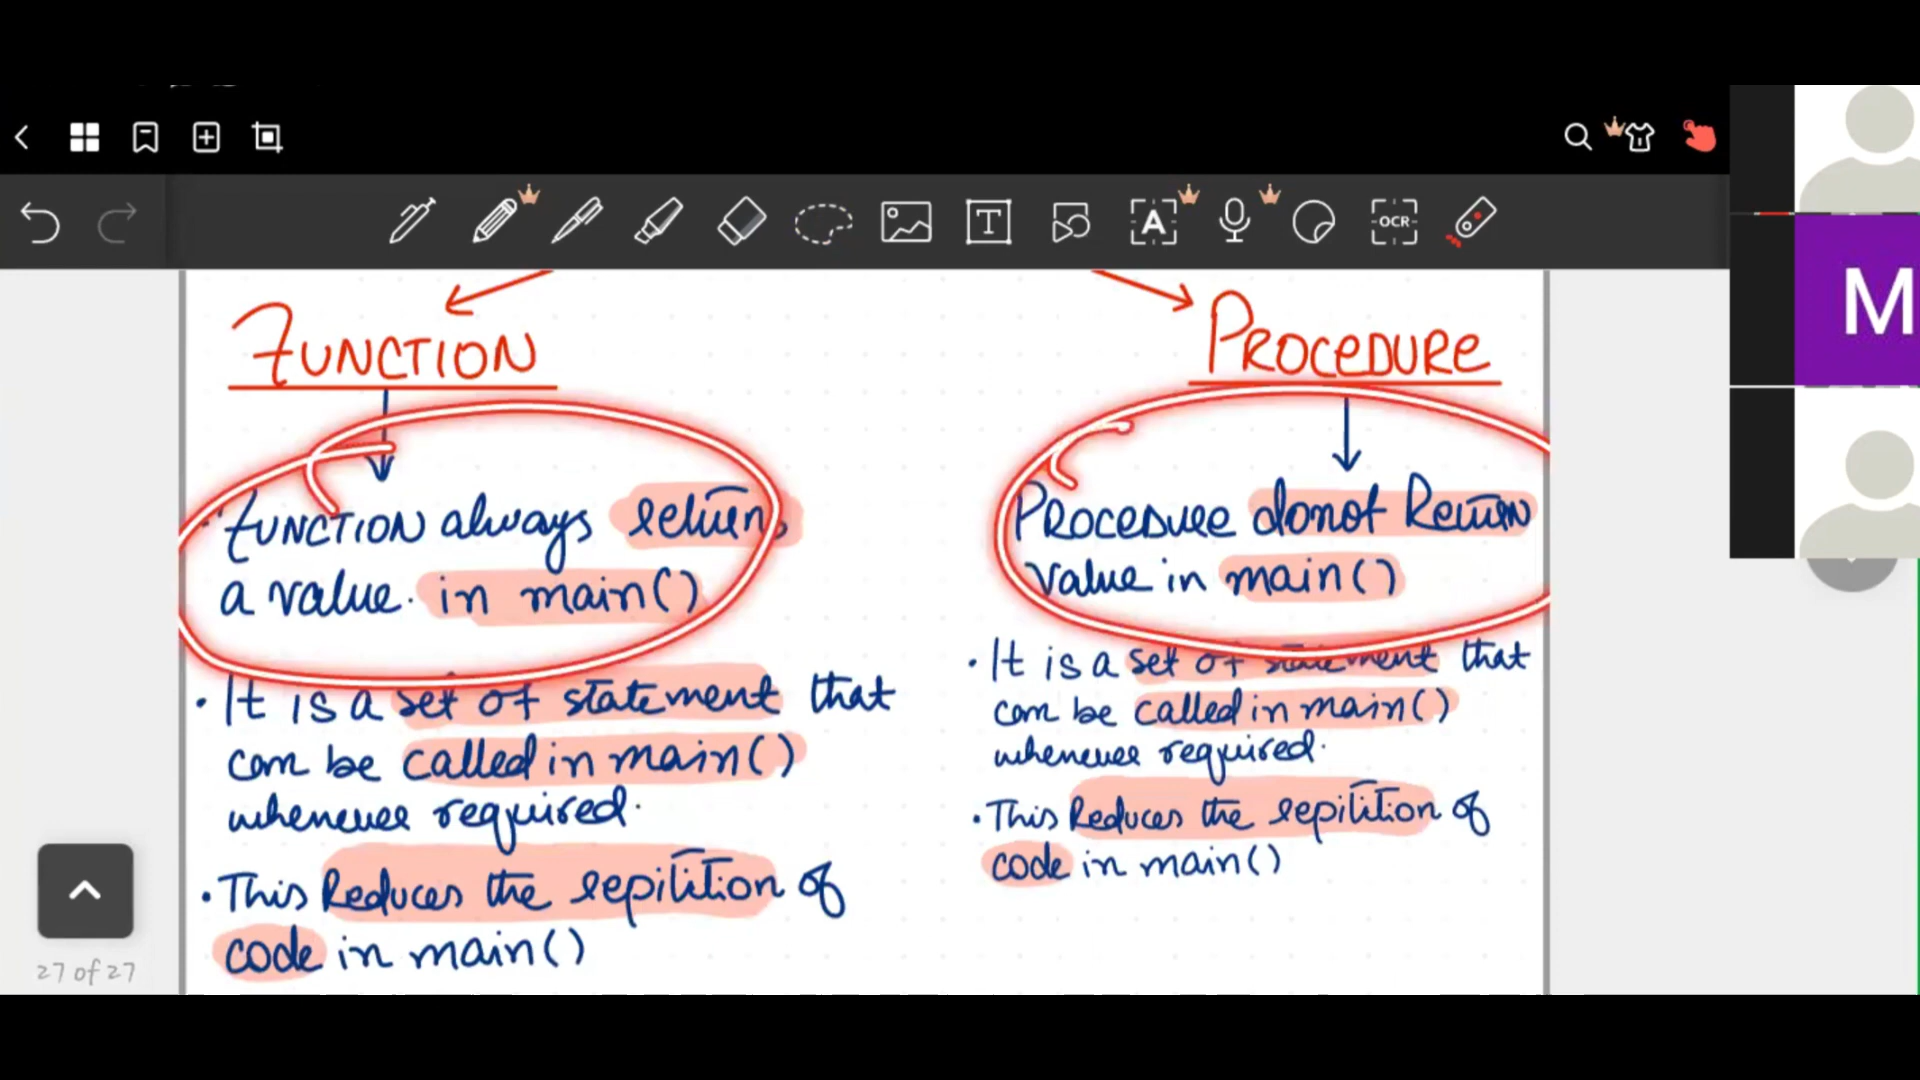 A
T
OCR
M
FUNCTION
FUNCTION always return
a value. in main()
• It is a set of statement that
can be called in main()
whenever required.
• This Reduces the repitition of
code in main()
PROCEDURE
PROCEDURE donot Return
value in main()
• It is a set of statement that
can be called in main()
whenever required.
• This Reduces the repitition of
code in main()
27 of 27